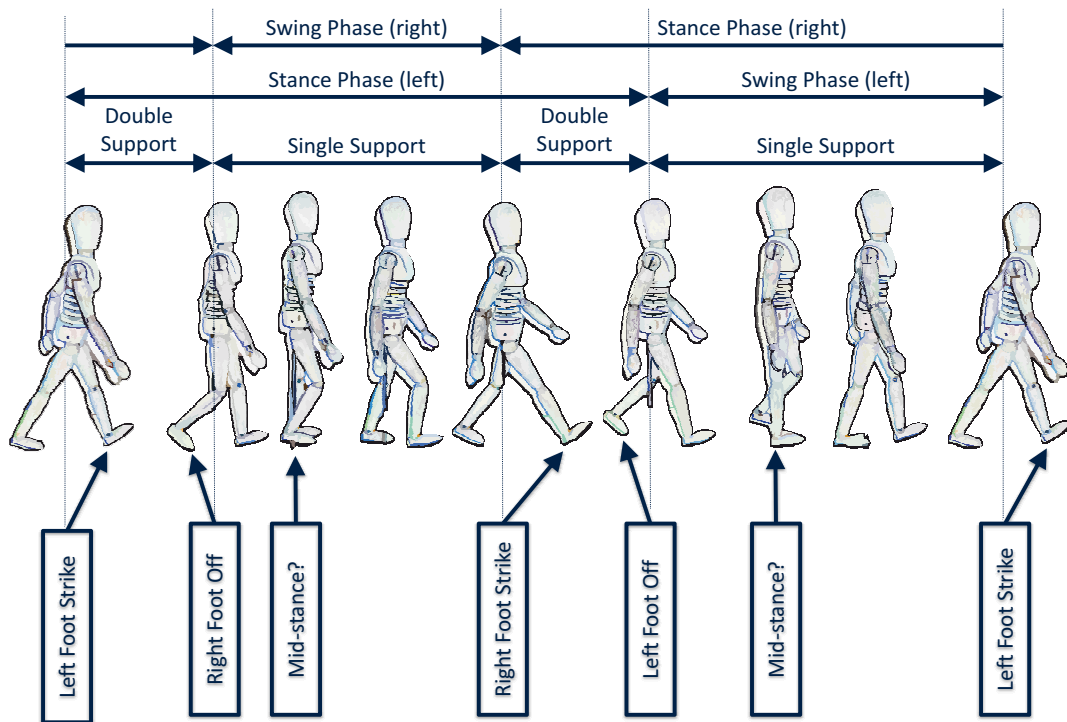 Swing Phase (right)
Stance Phase (right)
Stance Phase (left)
Swing Phase (left)
Double
Support
Single Support
Double
Support
Single Support
Left Foot Strike
Right Foot Off
Mid-stance?
Right Foot Strike
Left Foot Off
Mid-stance?
Left Foot Strike